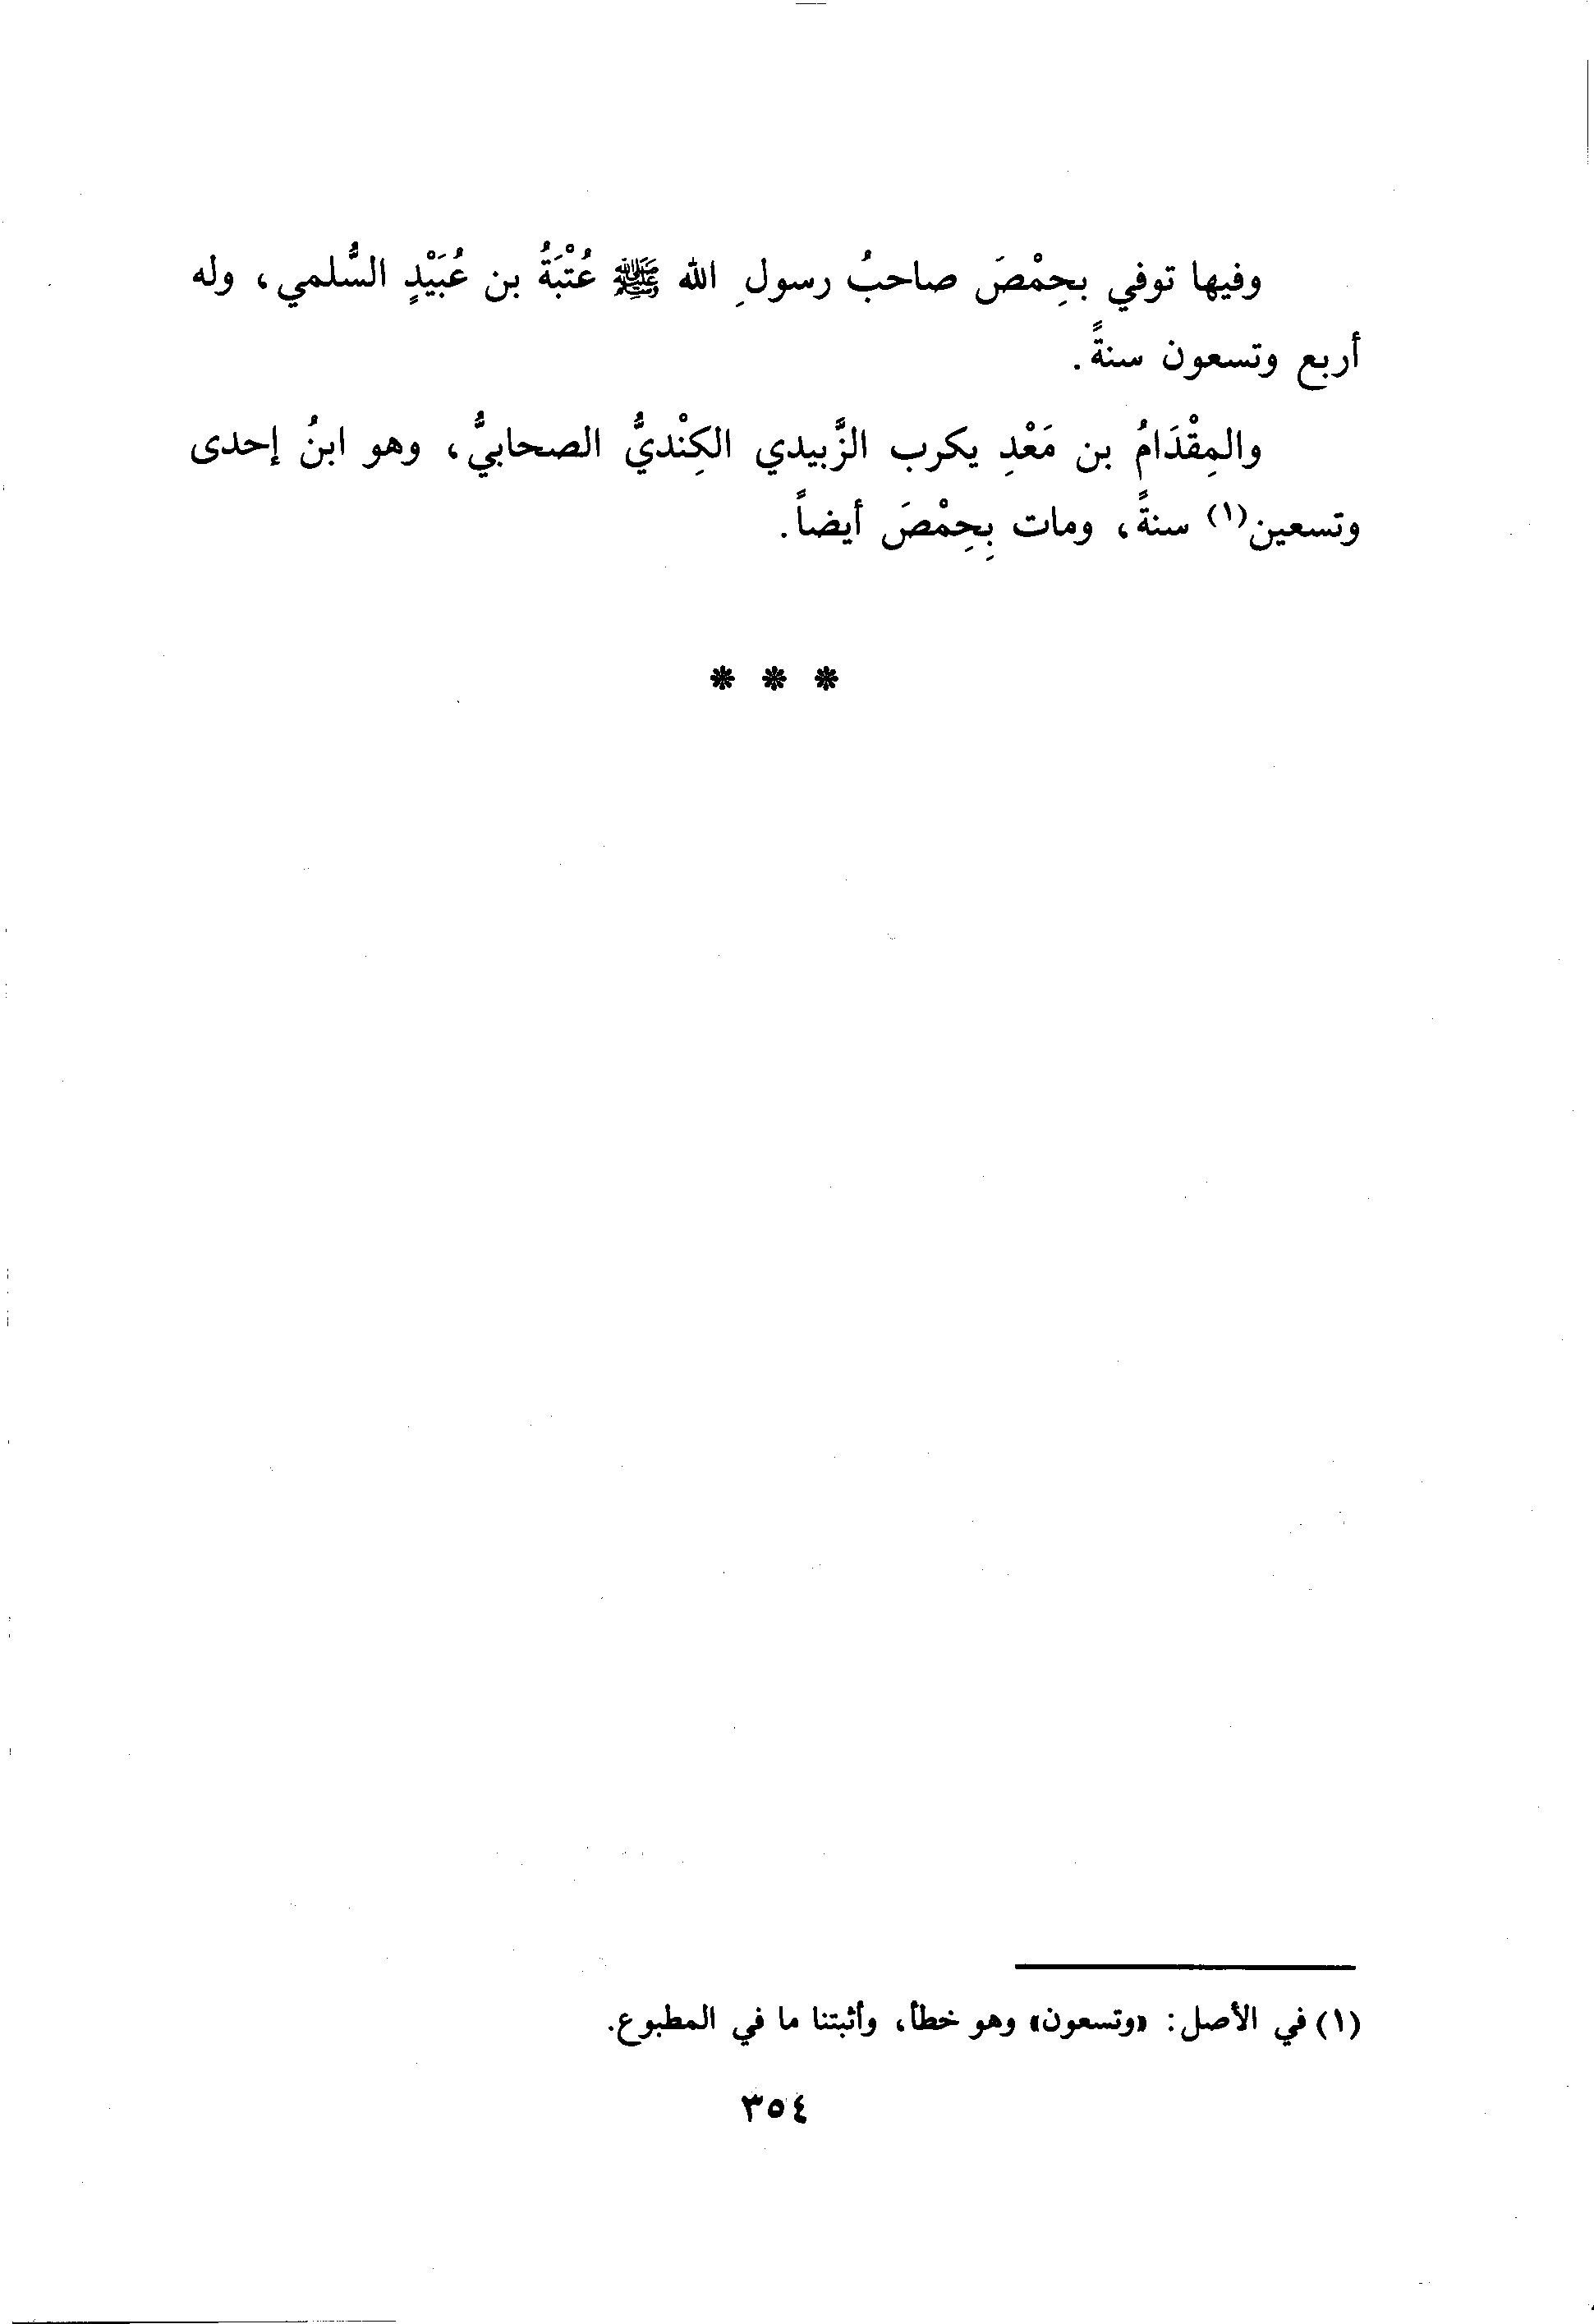 وفيها توفي بحِمْصَ صاحبُ رسولِ الله ﷺ عُتْبَةُ بن عُبَيْدٍ السُّلمي، وله
أربع وتسعون سنةً.
والمِقْدَامُ بن مَعْدِ يكرب الزَّبيدي الكِنْديُّ الصحابيُّ، وهو ابنُ إحدى
وتسعين(١) سنةً، ومات بِحِمْصَ أيضاً.
* * *
(١) في الأصل: «وتسعون» وهو خطأ، وأثبتنا ما في المطبوع.
٣٥٤